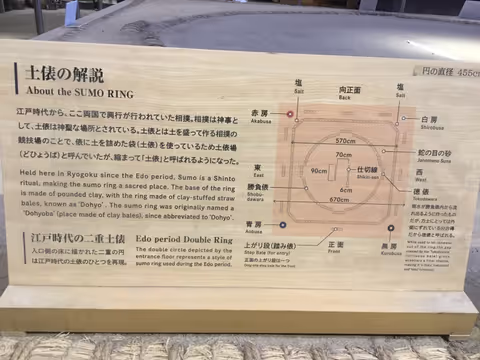 土俵の解説
About the SUMO RING
江戸時代から、ここ両国で興行が行われていた相撲。相撲は神事と
して、土俵は神聖な場所とされている。土俵とは土を盛って作る相撲の
競技場のことで、俵に土を詰めた袋(土俵)を使っているため土俵場
(どひょうば)と呼んでいたが、縮まって「土俵」と呼ばれるようになった。
Held here in Ryogoku since the Edo period, Sumo is a Shinto
ritual, making the sumo ring a sacred place. The base of the ring
is made of pounded clay, with the ring made of clay-stuffed straw
bales, known as 'Dohyo'. The sumo ring was originally named a
'Dohyoba' (place made of clay bales), since abbreviated to 'Dohyo'.
江戸時代の二重土俵
入口側の床に描かれた二重の円
は江戸時代の土俵のひとつを再現。
Edo period Double Ring
The double circle depicted by the
entrance floor represents a style of
sumo ring used during the Edo period.
円の直径 455c
塩
Salt
向正面
Back
塩
Salt
赤房
Akabusa
白房
Shirobusa
570cm
蛇の目の砂
Janomeno Suna
70cm
東
East
90cm
仕切線
Shikiri-sen
西
West
6cm
勝負俵
Shobu-
dawara
徳俵
Tokudawara
670cm
青房
Aobusa
上がり段(踏み俵)
Step Bale (for entry)
正面の上がり段は一つ
正面
Front
黒房
Kurobusa